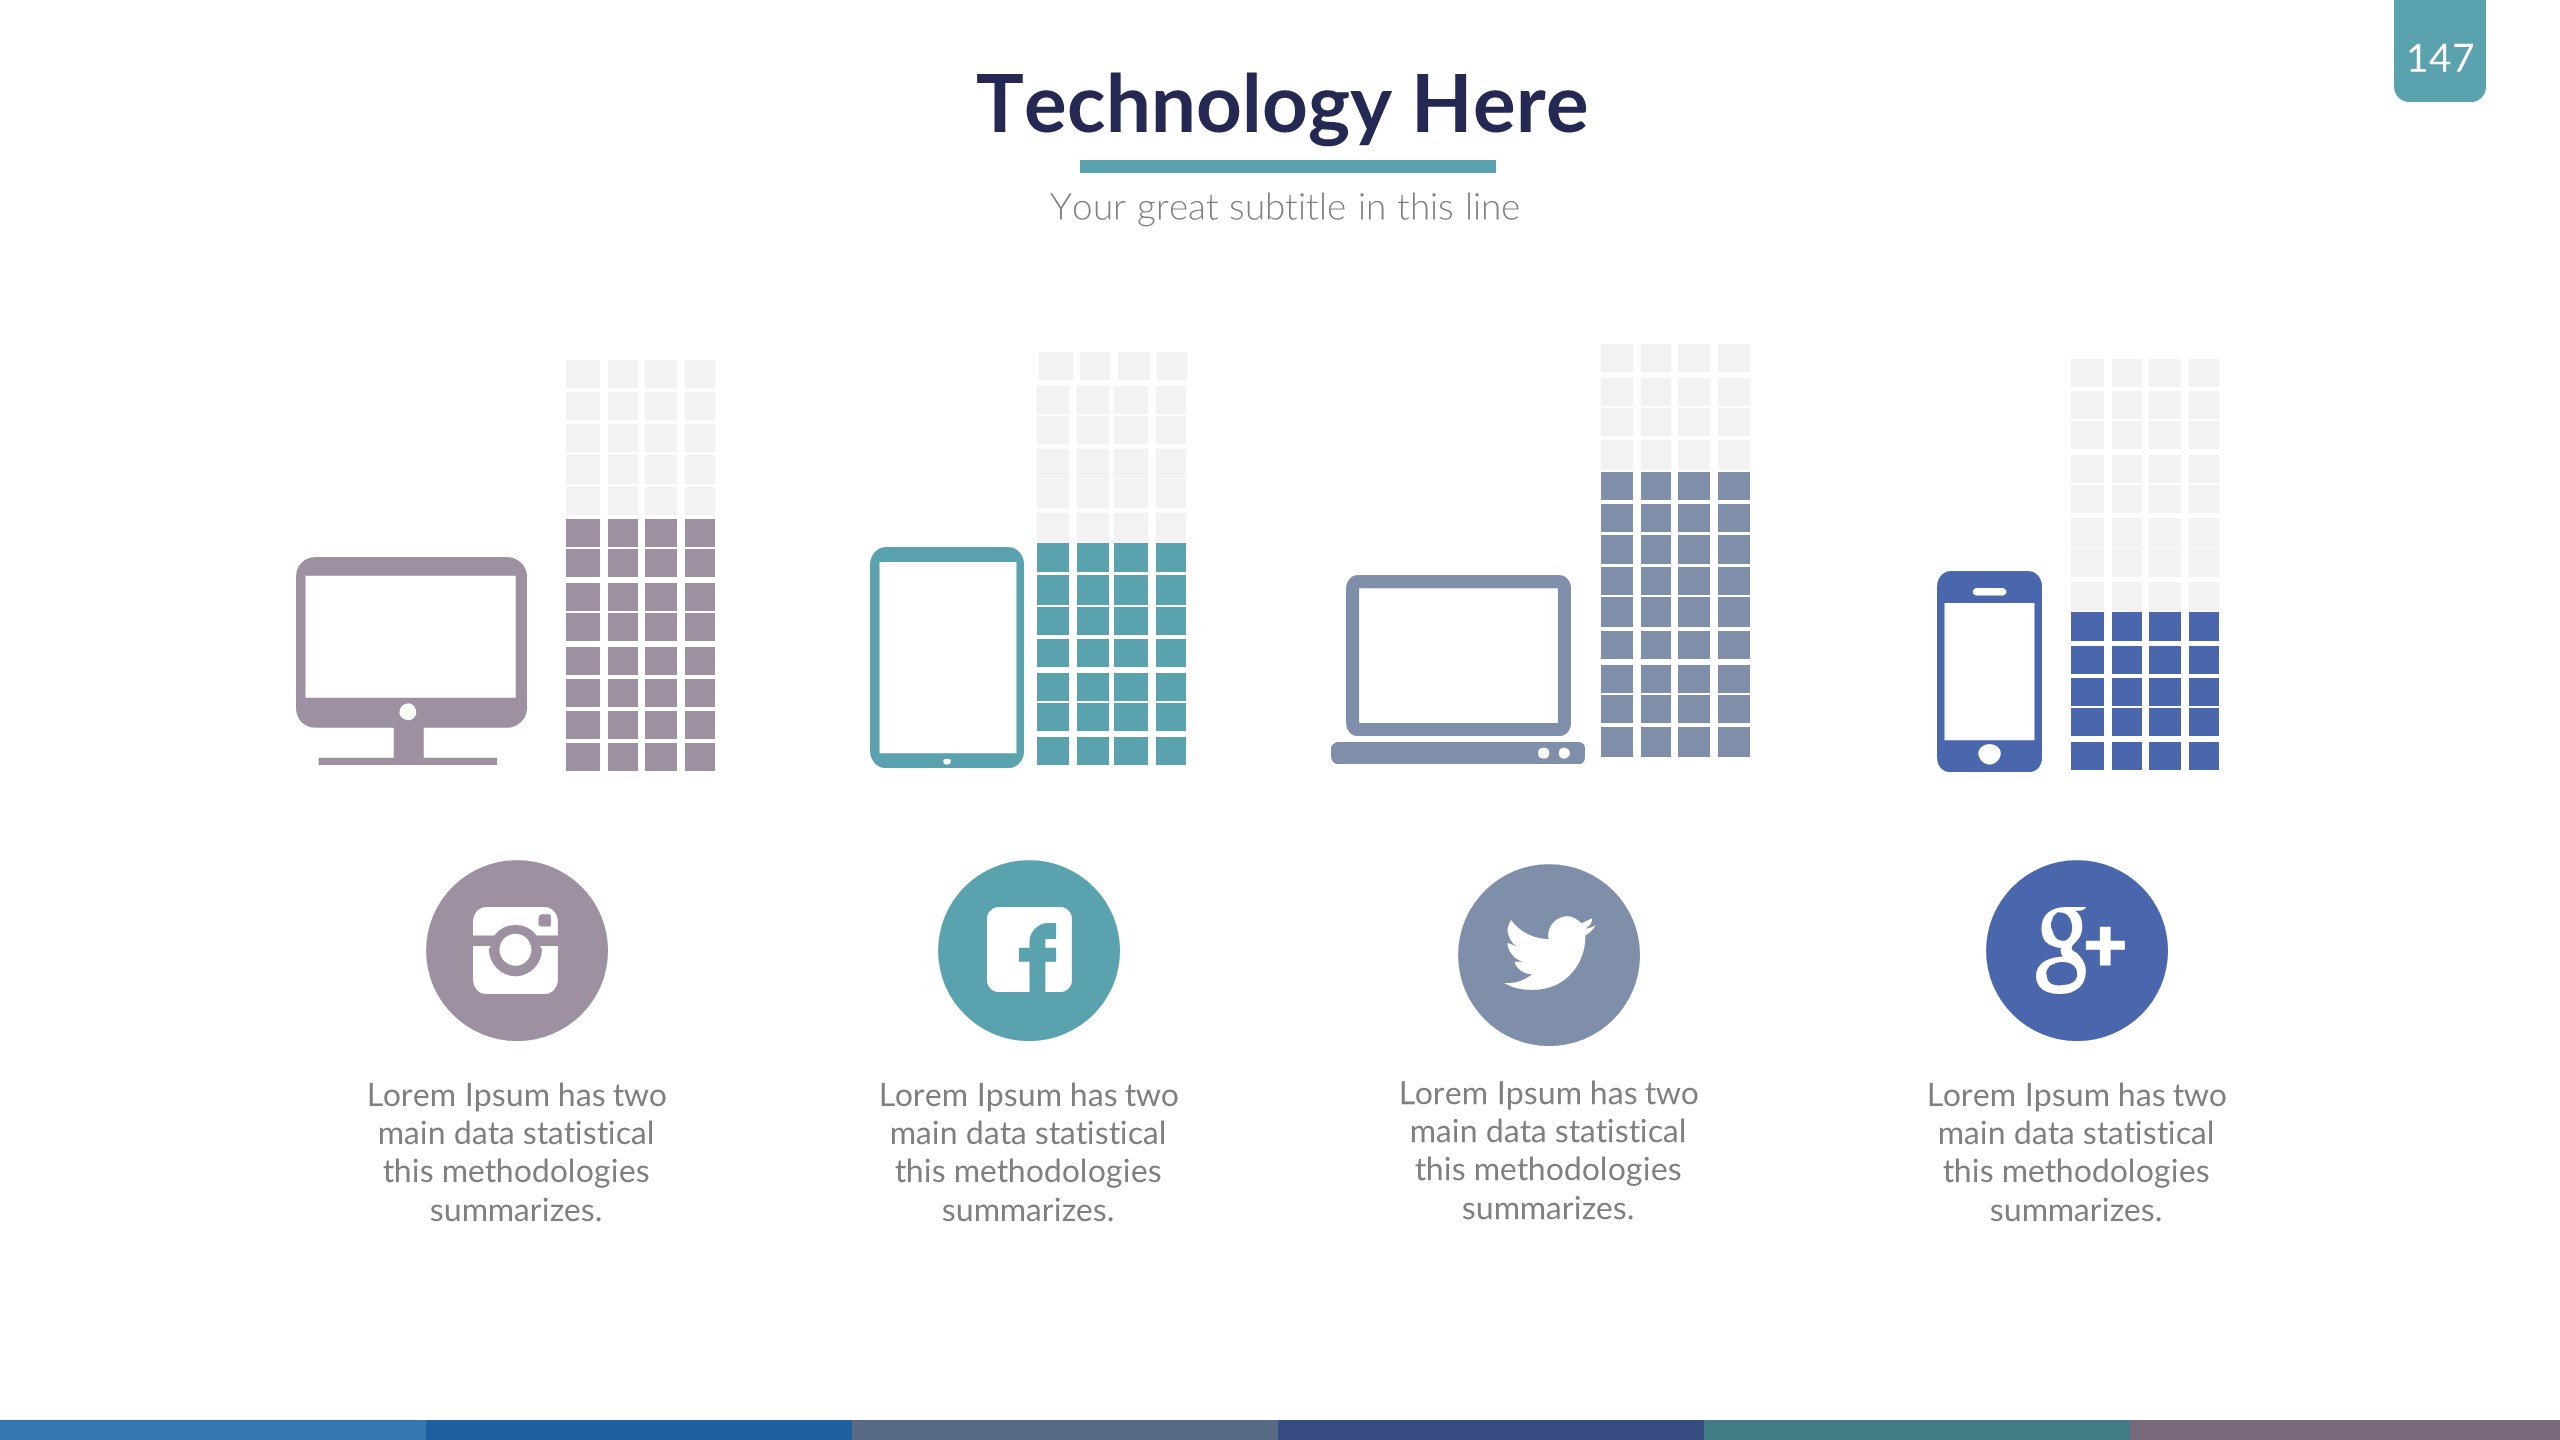 147
Technology Here
Your great subtitle in this line
g+
Lorem Ipsum has two
main data statistical
this methodologies
summarizes.
Lorem Ipsum has two
main data statistical
this methodologies
summarizes.
Lorem Ipsum has two
main data statistical
this methodologies
summarizes.
Lorem Ipsum has two
main data statistical
this methodologies
summarizes.